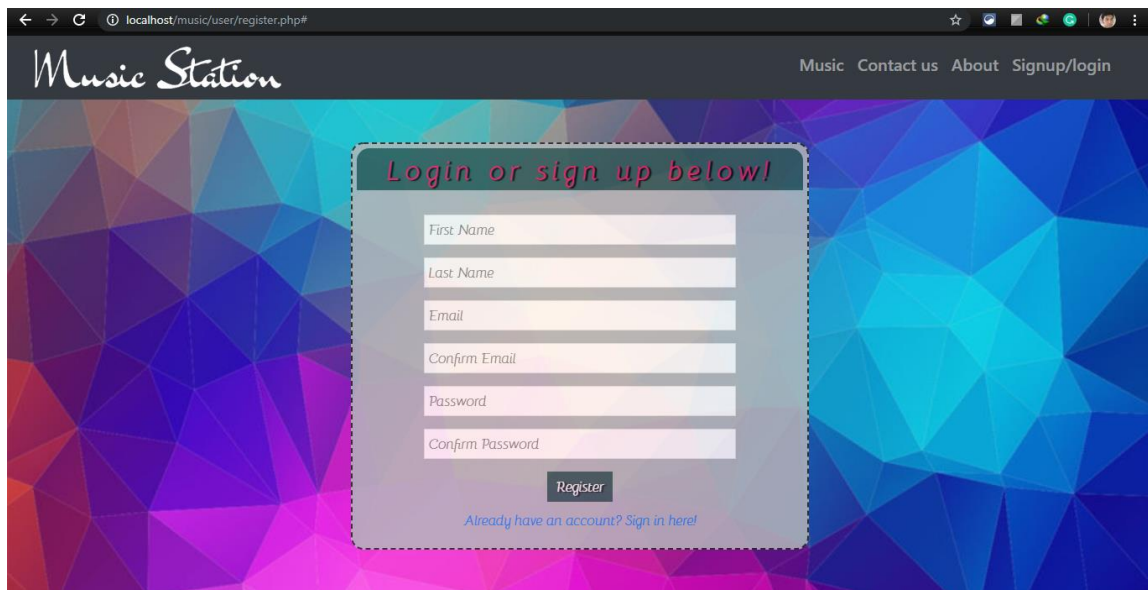 localhost/music/user/register.php#
Music Station
Music Contact us About Signup/login
Login or sign up below!
First Name
Last Name
Email
Confirm Email
Password
Confirm Password
Register
Already have an account? Sign in here!